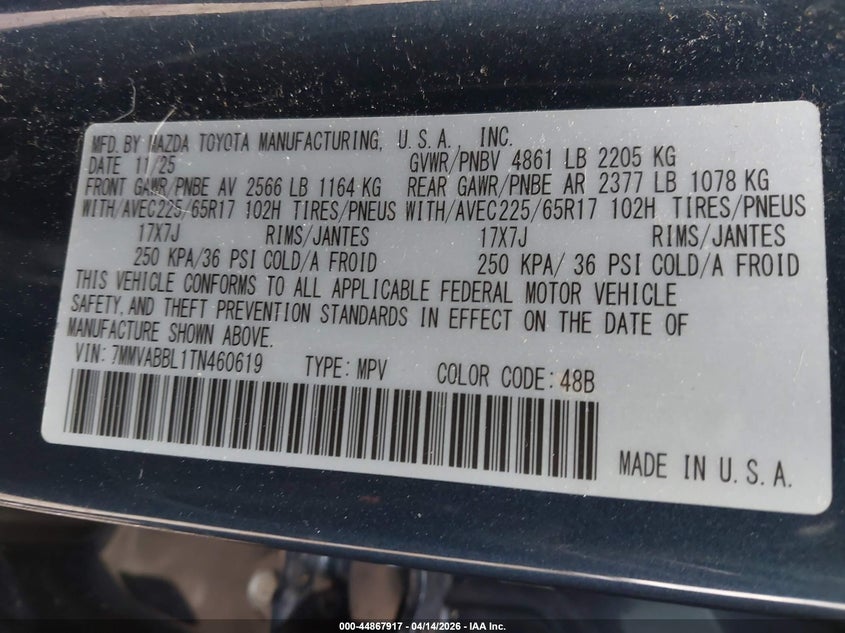 MFD. BY MAZDA TOYOTA MANUFACTURING, U.S.A., INC.
DATE 11/25 GVWR/PNBV 4861 LB 2205 KG
FRONT GAWR/PNBE AV 2566 LB 1164 KG REAR GAWR/PNBE AR 2377 LB 1078 KG
WITH/AVEC225/65R17 102H TIRES/PNEUS WITH/AVEC225/65R17 102H TIRES/PNEUS
17X7J RIMS/JANTES 17X7J RIMS/JANTES
250 KPA/36 PSI COLD/A FROID 250 KPA/ 36 PSI COLD/A FROID
THIS VEHICLE CONFORMS TO ALL APPLICABLE FEDERAL MOTOR VEHICLE
SAFETY, AND THEFT PREVENTION STANDARDS IN EFFECT ON THE DATE OF
MANUFACTURE SHOWN ABOVE.
VIN: 7MMVABBL1TN460619 TYPE: MPV COLOR CODE: 48B
MADE IN U.S.A.
000-44867917 - 04/14/2026 - IAA Inc.